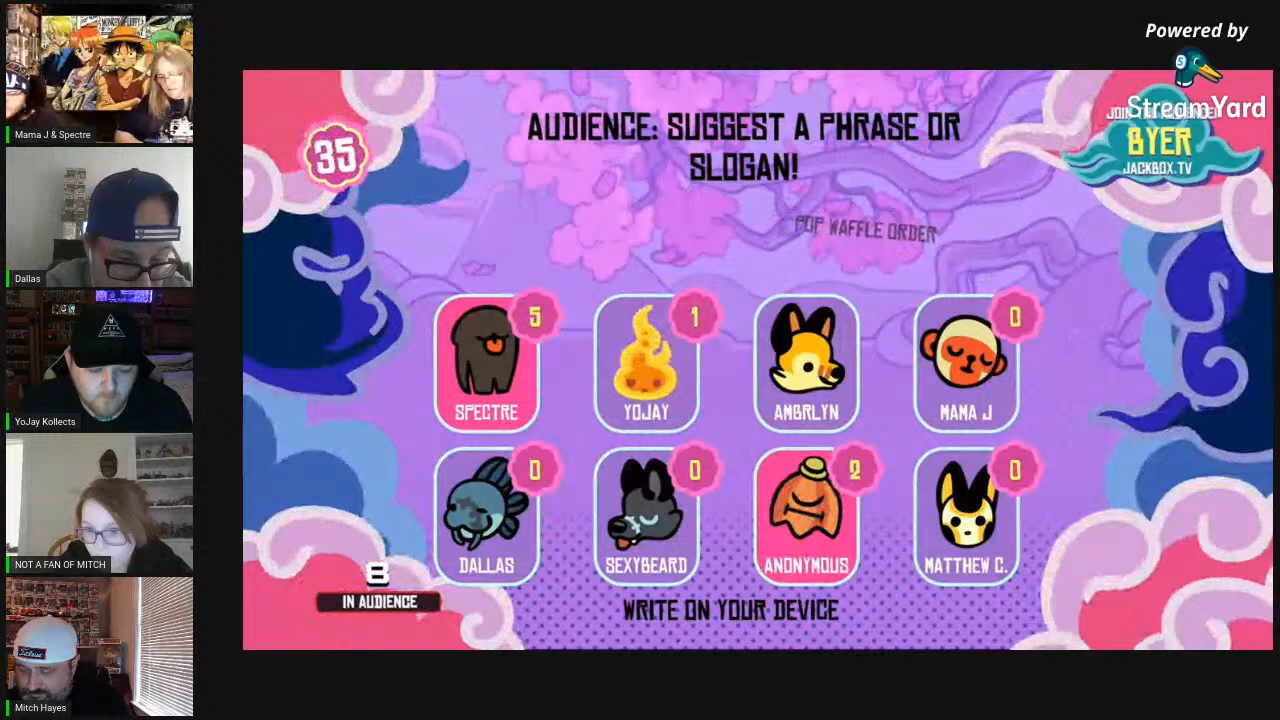 Powered by
StreamYard
Mama J & Spectre
Dallas
YoJay Kollects
NOT A FAN OF MITCH
Mitch Hayes
35
AUDIENCE: SUGGEST A PHRASE OR
SLOGAN!
BYER
JACKBOX.TV
POP WAFFLE ORDER
5
SPECTRE
1
YOJAY
AMBRLYN
0
MAMA J
0
DALLAS
0
SEXYBEARD
2
ANONYMOUS
0
MATTHEW C.
8
IN AUDIENCE
WRITE ON YOUR DEVICE